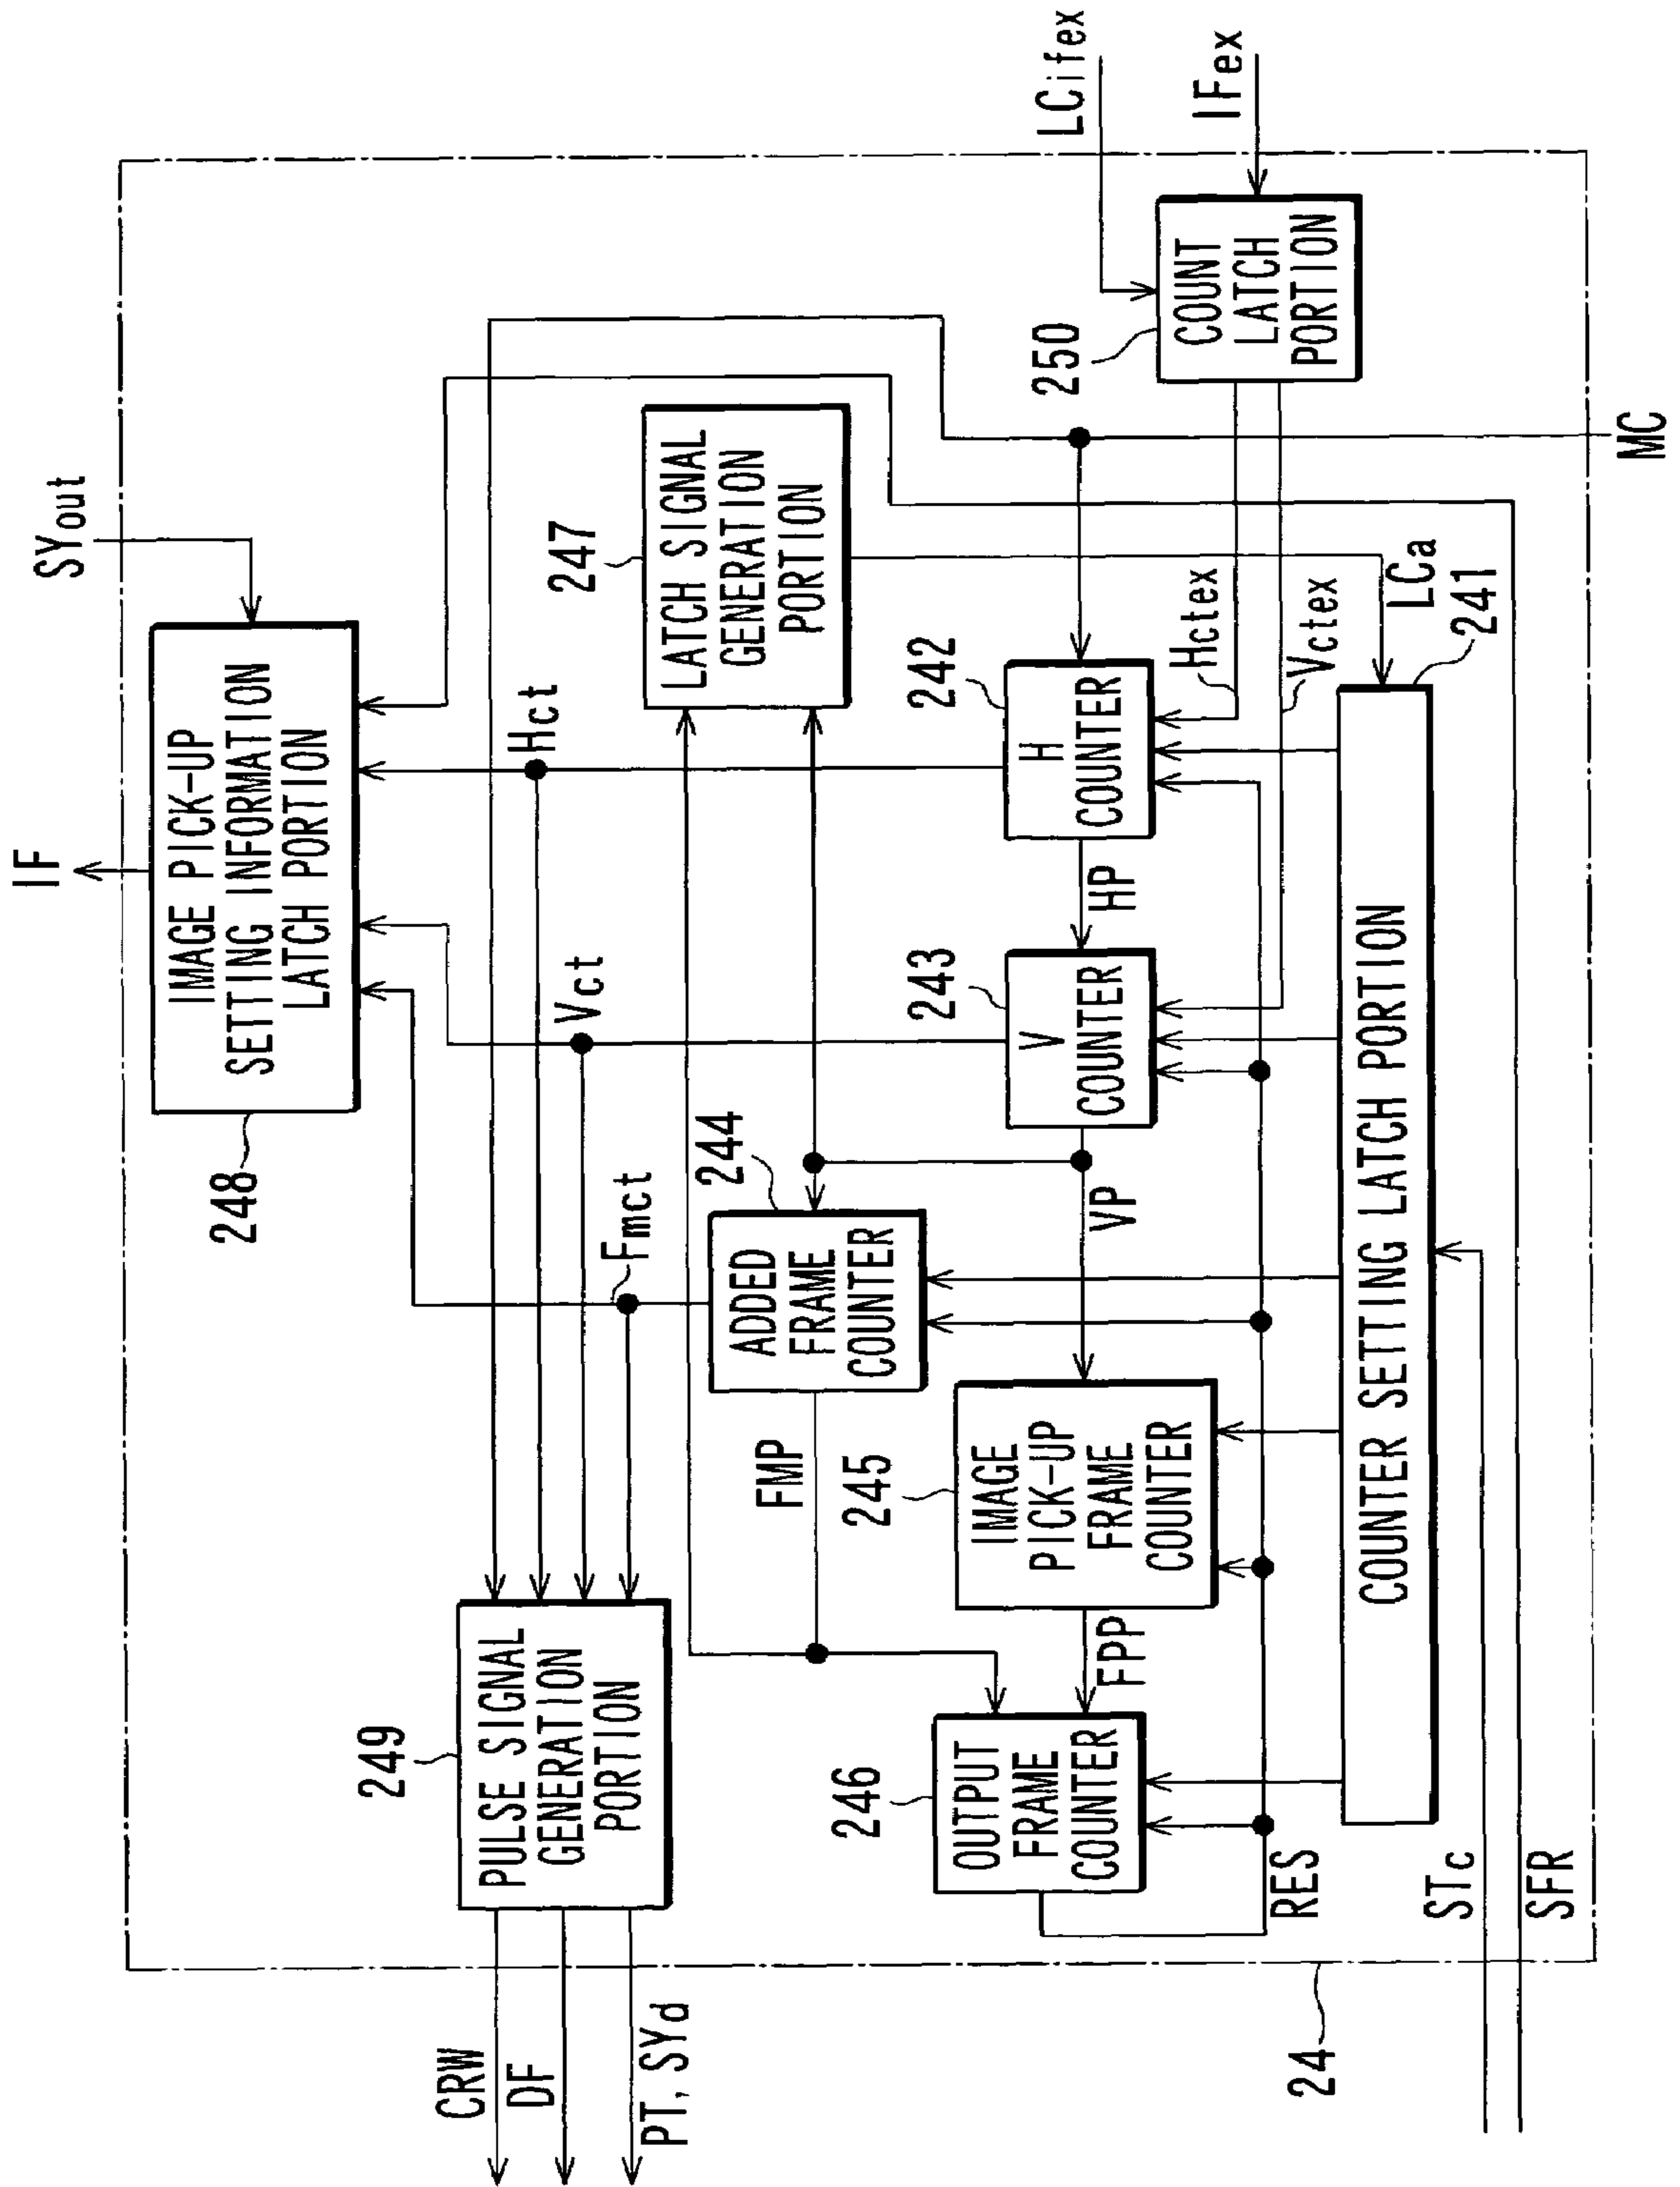 IF
SYout
248
IMAGE PICK-UP
SETTING INFORMATION
LATCH PORTION
CRW
DF
PT, SYd
249
PULSE SIGNAL
GENERATION
PORTION
Fmct
Vct
Hct
247
LATCH SIGNAL
GENERATION
PORTION
FMP
244
ADDED
FRAME
COUNTER
246
OUTPUT
FRAME
COUNTER
FPP
245
IMAGE
PICK-UP
FRAME
COUNTER
VP
243
V
COUNTER
HP
242
H
COUNTER
Hctex
Vctex
250
COUNT
LATCH
PORTION
LCifex
IFex
RES
COUNTER SETTING LATCH PORTION
241
LCa
STc
SFR
24
MC